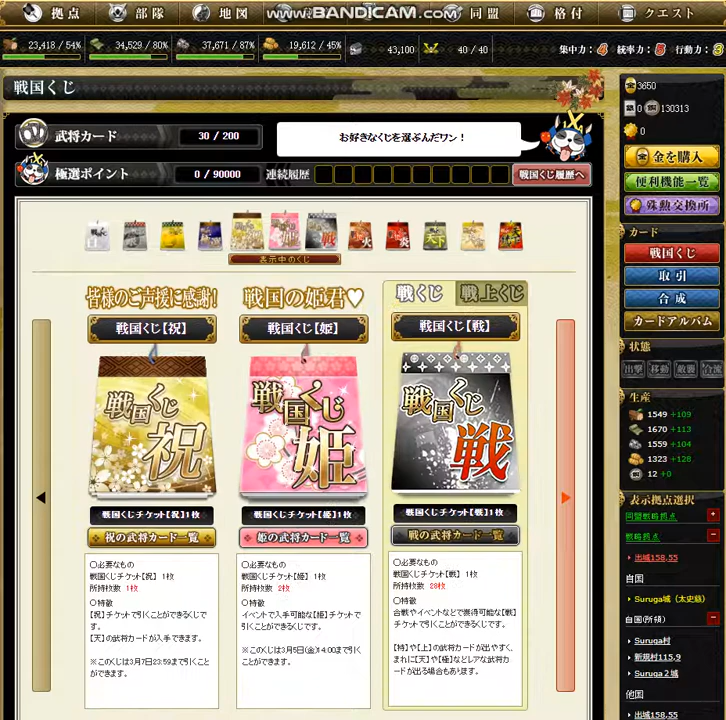 拠点 部隊 地図 www.BANDICAM.com 同盟 格付 クエスト
23,418 / 54% 34,529 / 80% 37,671 / 87% 19,612 / 45% 43,100 40 / 40 集中力:4 統率力:5 行動力:3
戦国くじ
武将カード 30 / 200
お好きなくじを選ぶんだワン！
極選ポイント 0 / 90000 連続履歴 戦国くじ履歴へ
表示中のくじ
皆様のご声援に感謝!
戦国くじ【祝】
戦国くじ 祝
戦国くじチケット【祝】1枚
祝の武将カード一覧
○必要なもの
戦国くじチケット【祝】 1枚
所持枚数 1枚
○特徴
【祝】チケットで引くことができるくじで
す。
【天】の武将カードが入手できます。
※このくじは3月7日23:59まで引くこと
ができます。
戦国の姫君♥
戦国くじ【姫】
戦国くじ 姫
戦国くじチケット【姫】1枚
姫の武将カード一覧
○必要なもの
戦国くじチケット【姫】 1枚
所持枚数 2枚
○特徴
イベントで入手可能な【姫】チケットで
引くことができるくじです。
※このくじは3月5日(金)14:00まで引く
ことができます。
戦くじ 戦上くじ
戦国くじ【戦】
戦国くじ 戦
戦国くじチケット【戦】1枚
戦の武将カード一覧
○必要なもの
戦国くじチケット【戦】 1枚
所持枚数 28枚
○特徴
合戦やイベントなどで獲得可能な【戦】
チケットで引くことができるくじです。
【特】や【上】の武将カードが出やすく、
まれに【天】や【極】などレアな武将カ
ードが出る場合もあります。
3650
0 130313
0
金を購入
便利機能一覧
殊勲交換所
カード
戦国くじ
取引
合成
カードアルバム
状態
出撃 移動 敵襲 合流
生産
1549 +109
1670 +113
1559 +104
1323 +128
12 +0
表示拠点選択
同盟戦略拠点
戦略拠点
出城158,55
自国
Suruga城 (太史慈)
自国(所領)
Suruga村
新規村115,9
Suruga２城
他国
出城158,55